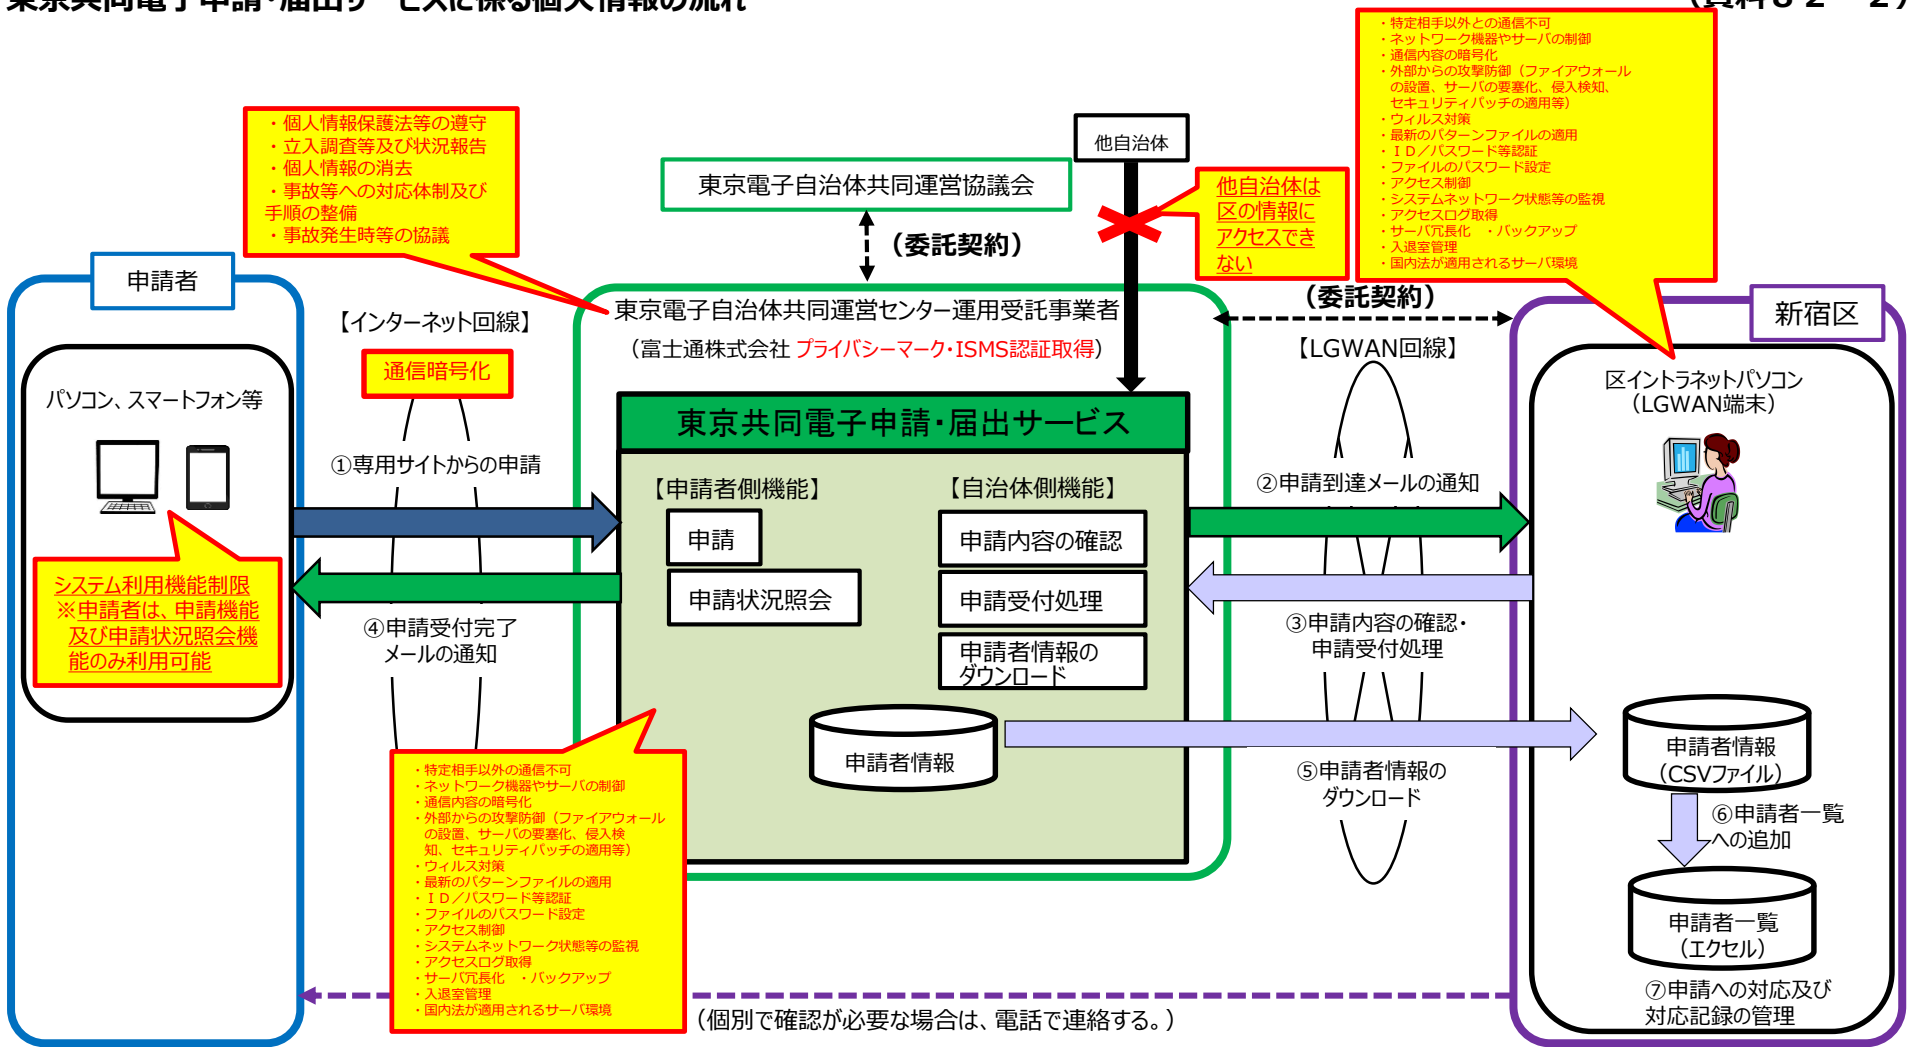 東京共同電子申請・届出サービスに係る個人情報の流れ
・特定相手以外との通信不可
・ネットワーク機器やサーバの制御
・通信内容の暗号化
・外部からの攻撃防御（ファイアウォール
の設置、サーバの要塞化、侵入検知、
セキュリティパッチの適用等）
・ウィルス対策
・最新のパターンファイルの適用
・ＩＤ／パスワード等認証
・ファイルのパスワード設定
・アクセス制御
・システムネットワーク状態等の監視
・アクセスログ取得
・サーバ冗長化　・バックアップ
・入退室管理
・国内法が適用されるサーバ環境
・個人情報保護法等の遵守
・立入調査等及び状況報告
・個人情報の消去
・事故等への対応体制及び
手順の整備
・事故発生時等の協議
他自治体
東京電子自治体共同運営協議会
他自治体は
区の情報に
アクセスでき
ない
（委託契約）
申請者
【インターネット回線】
通信暗号化
東京電子自治体共同運営センター運用受託事業者
（富士通株式会社 プライバシーマーク・ISMS認証取得）
（委託契約）
【LGWAN回線】
新宿区
パソコン、スマートフォン等
区イントラネットパソコン
（LGWAN端末）
東京共同電子申請・届出サービス
①専用サイトからの申請
【申請者側機能】
申請
申請状況照会
【自治体側機能】
申請内容の確認
申請受付処理
申請者情報の
ダウンロード
②申請到達メールの通知
システム利用機能制限
※申請者は、申請機能
及び申請状況照会機
能のみ利用可能
④申請受付完了
メールの通知
③申請内容の確認・
申請受付処理
申請者情報
⑤申請者情報の
ダウンロード
申請者情報
（CSVファイル）
⑥申請者一覧
への追加
申請者一覧
（エクセル）
⑦申請への対応及び
対応記録の管理
・特定相手以外の通信不可
・ネットワーク機器やサーバの制御
・通信内容の暗号化
・外部からの攻撃防御（ファイアウォール
の設置、サーバの要塞化、侵入検
知、セキュリティパッチの適用等）
・ウィルス対策
・最新のパターンファイルの適用
・ＩＤ／パスワード等認証
・ファイルのパスワード設定
・アクセス制御
・システムネットワーク状態等の監視
・アクセスログ取得
・サーバ冗長化　・バックアップ
・入退室管理
・国内法が適用されるサーバ環境
（個別で確認が必要な場合は、電話で連絡する。）